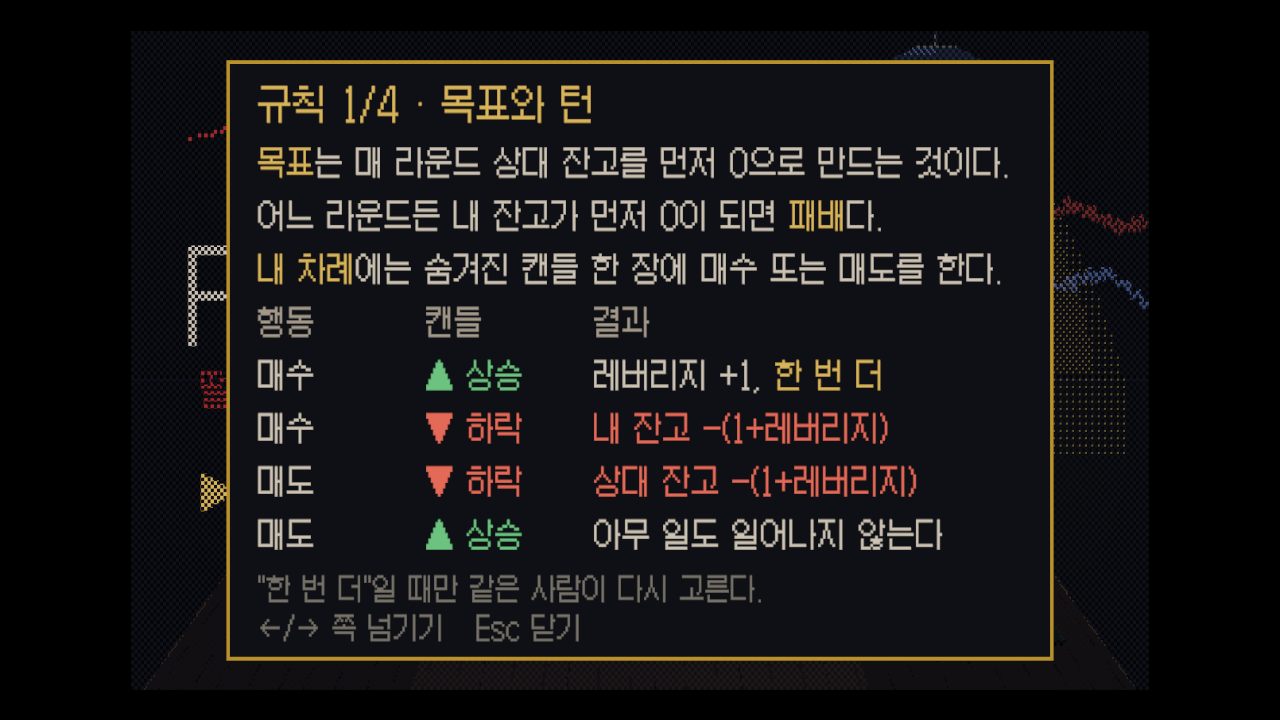 규칙 1/4 · 목표와 턴
목표는 매 라운드 상대 잔고를 먼저 0으로 만드는 것이다.
어느 라운드든 내 잔고가 먼저 0이 되면 패배다.
내 차례에는 숨겨진 캔들 한 장에 매수 또는 매도를 한다.
행동 캔들 결과
매수 ▲ 상승 레버리지 +1, 한 번 더
매수 ▼ 하락 내 잔고 -(1+레버리지)
매도 ▼ 하락 상대 잔고 -(1+레버리지)
매도 ▲ 상승 아무 일도 일어나지 않는다
"한 번 더"일 때만 같은 사람이 다시 고른다.
←/→ 쪽 넘기기 Esc 닫기